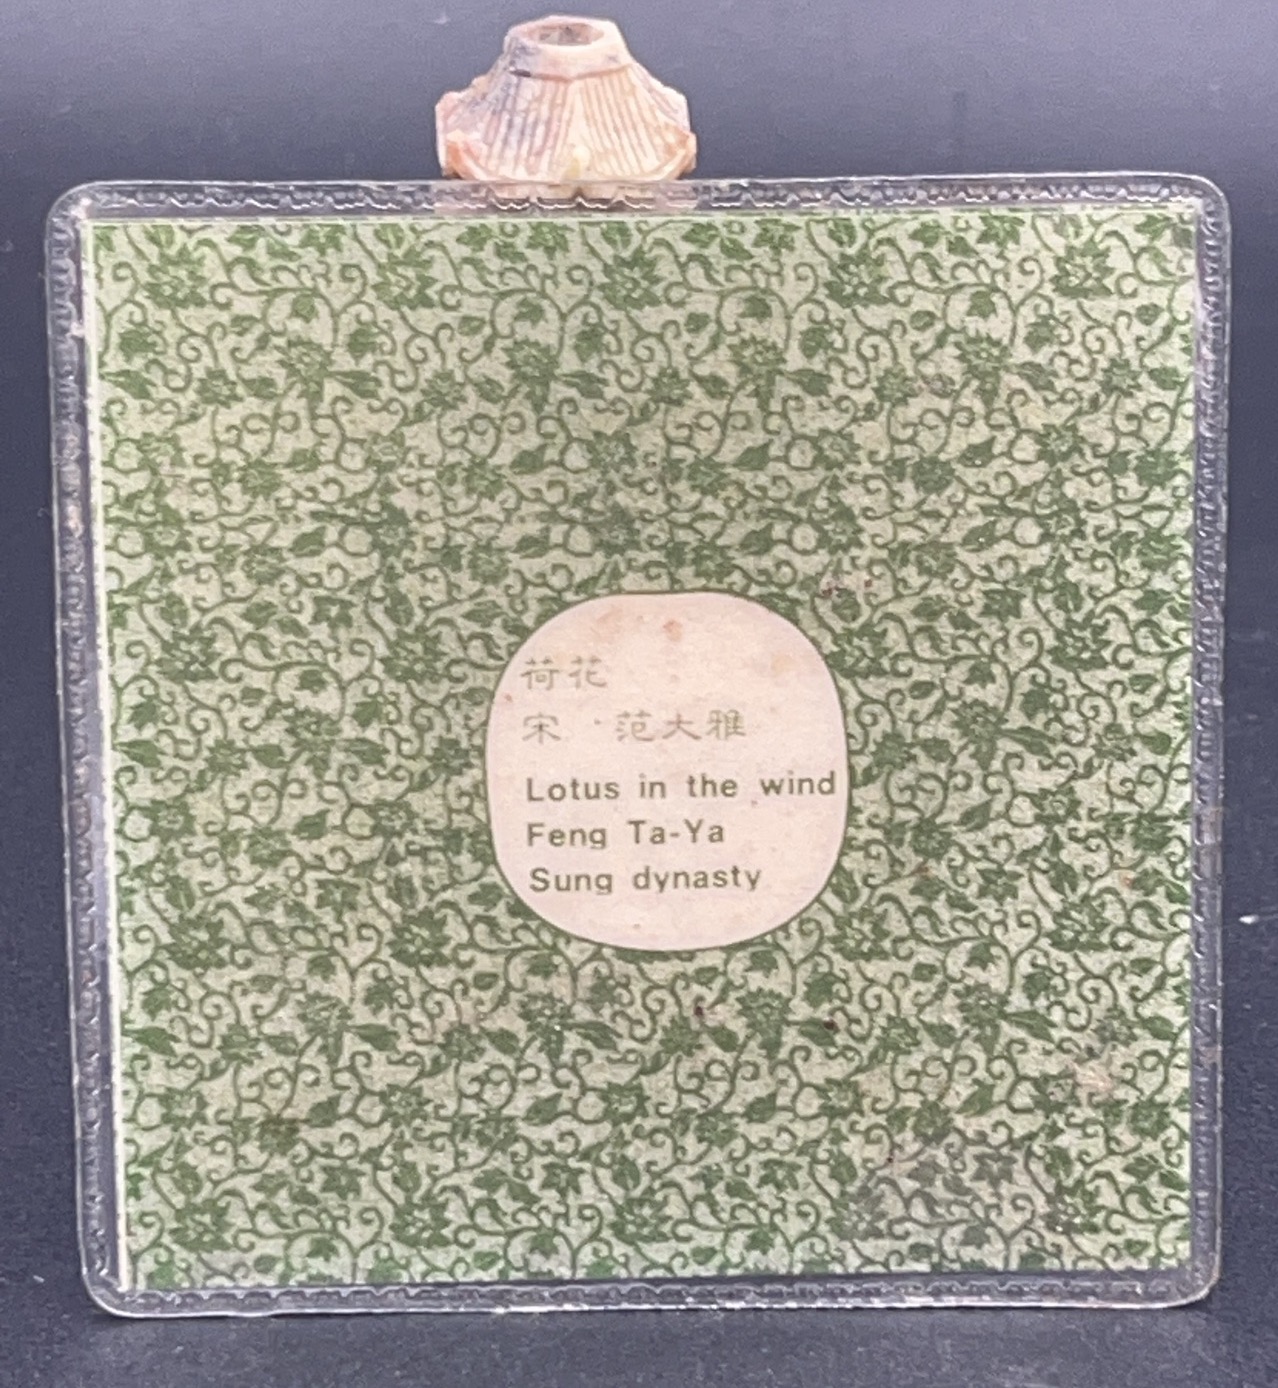 荷花
宋·范大雅
Lotus in the wind
Feng Ta-Ya
Sung dynasty